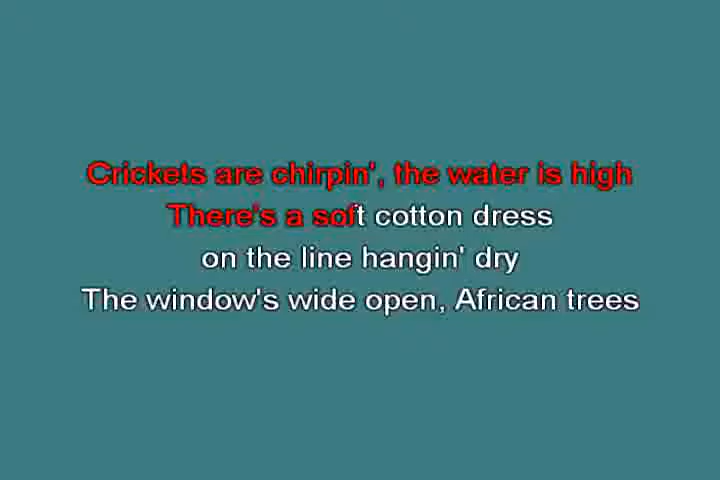 Crickets are chirpin', the water is high
There's a soft cotton dress
on the line hangin' dry
The window's wide open, African trees